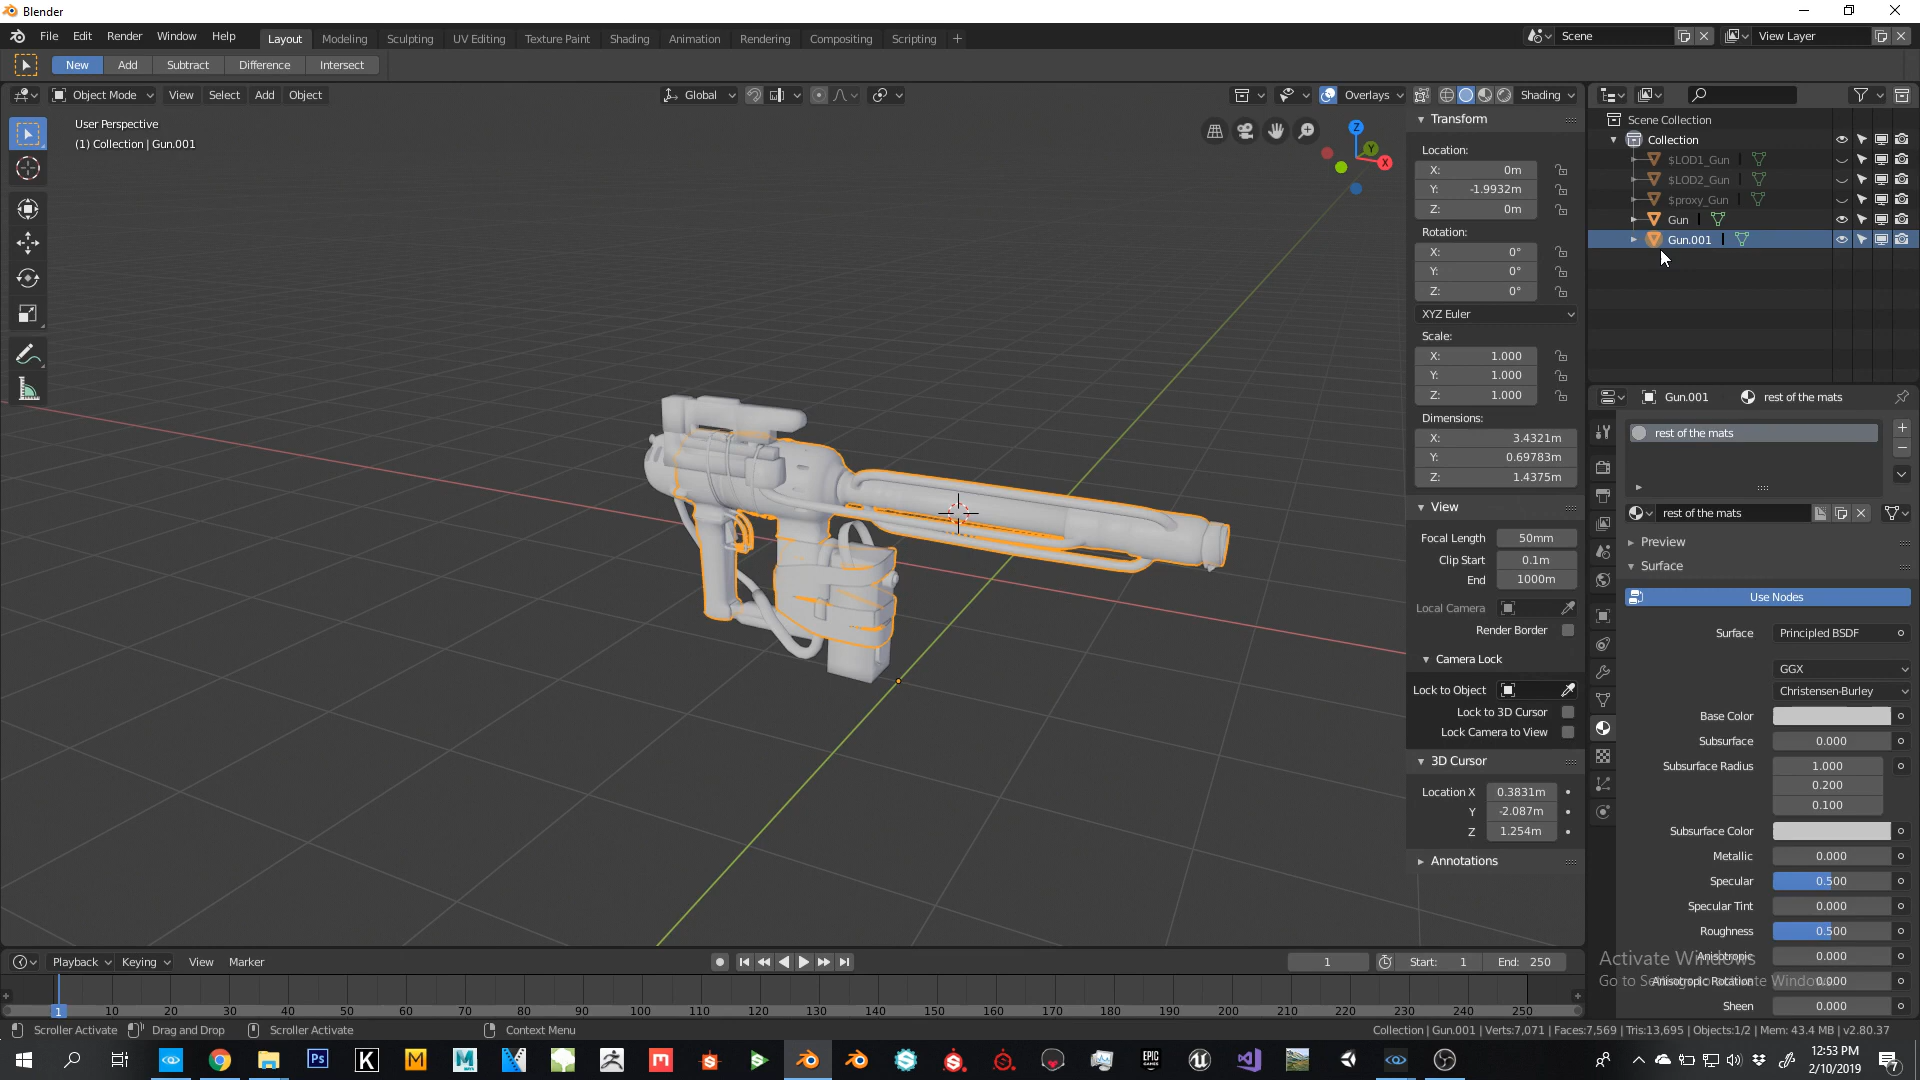 Blender
File Edit Render Window Help Layout Modeling Sculpting UV Editing Texture Paint Shading Animation Rendering Compositing Scripting + Scene View Layer
New Add Subtract Difference Intersect
Object Mode View Select Add Object Global Overlays Shading
User Perspective
(1) Collection | Gun.001
Z
Y
X
Transform
Location:
X: 0m
Y: -1.9932m
Z: 0m
Rotation:
X: 0°
Y: 0°
Z: 0°
XYZ Euler
Scale:
X: 1.000
Y: 1.000
Z: 1.000
Dimensions:
X: 3.4321m
Y: 0.69783m
Z: 1.4375m
View
Focal Length 50mm
Clip Start 0.1m
End 1000m
Local Camera
Render Border
Camera Lock
Lock to Object
Lock to 3D Cursor
Lock Camera to View
3D Cursor
Location X 0.3831m
Y -2.087m
Z 1.254m
Annotations
Scene Collection
Collection
$LOD1_Gun
$LOD2_Gun
$proxy_Gun
Gun
Gun.001
Gun.001 rest of the mats
rest of the mats
rest of the mats
Preview
Surface
Use Nodes
Surface Principled BSDF
GGX
Christensen-Burley
Base Color
Subsurface 0.000
Subsurface Radius 1.000
0.200
0.100
Subsurface Color
Metallic 0.000
Specular 0.500
Specular Tint 0.000
Roughness 0.500
Anisotropic 0.000
Anisotropic Rotation 0.000
Sheen 0.000
Activate Windows
Go to Settings to activate Windows.
Playback Keying View Marker 1 Start: 1 End: 250
1 10 20 30 40 50 60 70 80 90 100 110 120 130 140 150 160 170 180 190 200 210 220 230 240 250
Scroller Activate Drag and Drop Scroller Activate Context Menu Collection | Gun.001 | Verts:7,071 | Faces:7,569 | Tris:13,695 | Objects:1/2 | Mem: 43.4 MB | v2.80.37
Ps K M M EPIC GAMES 12:53 PM
2/10/2019 7